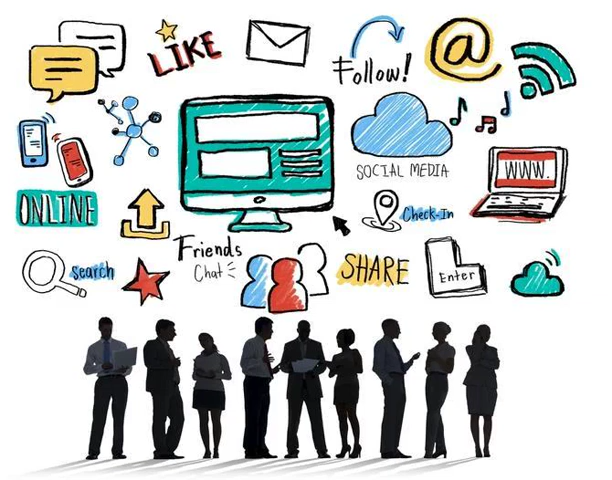 LIKE
Follow!
@
SOCIAL MEDIA
WWW.
ONLINE
Check-In
Friends
Chat
Search
SHARE
Enter